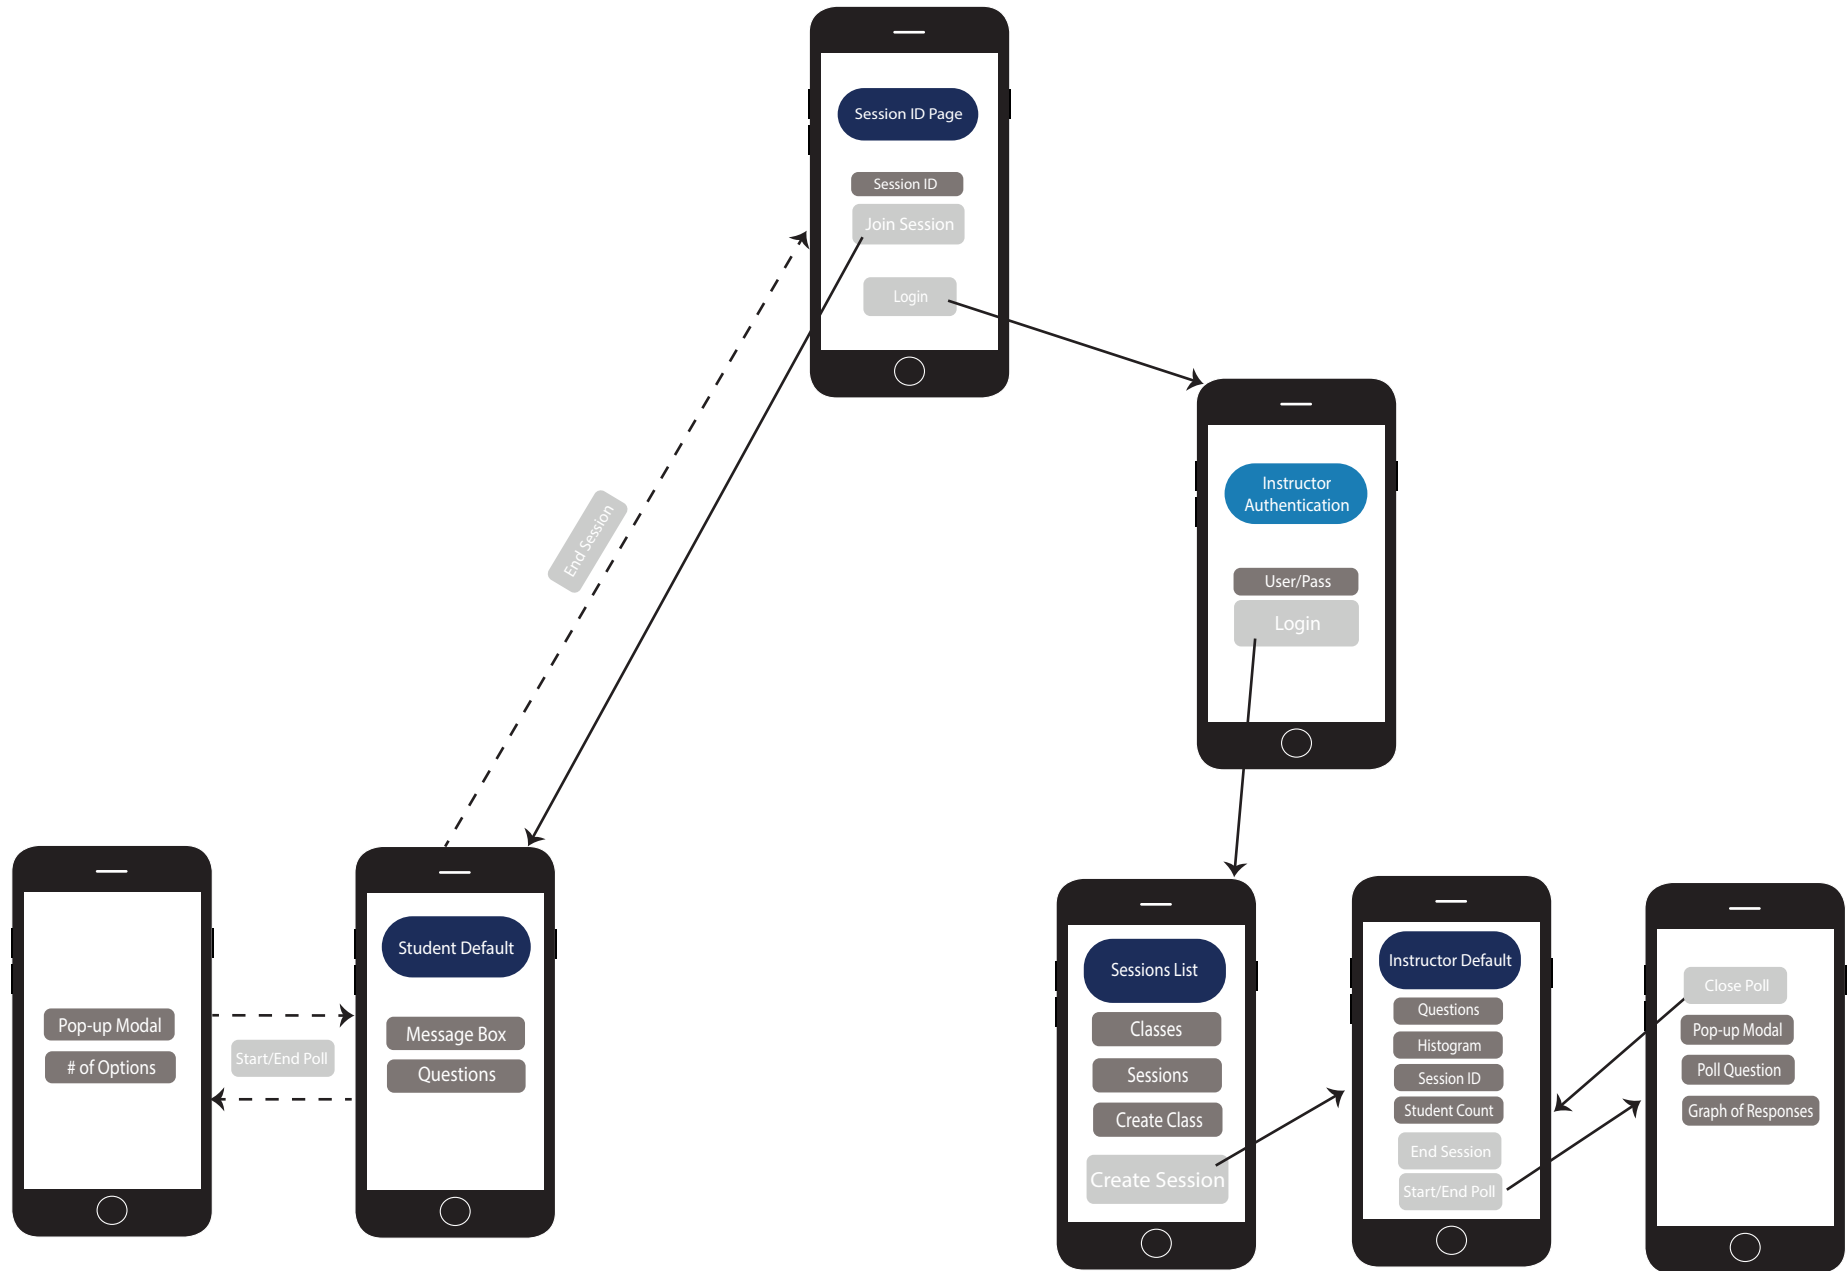 Session ID Page
Session ID
Join Session
Login
End Session
Instructor
Authentication
User/Pass
Login
Pop-up Modal
# of Options
Start/End Poll
Student Default
Message Box
Questions
Sessions List
Classes
Sessions
Create Class
Create Session
Instructor Default
Questions
Histogram
Session ID
Student Count
End Session
Start/End Poll
Close Poll
Pop-up Modal
Poll Question
Graph of Responses